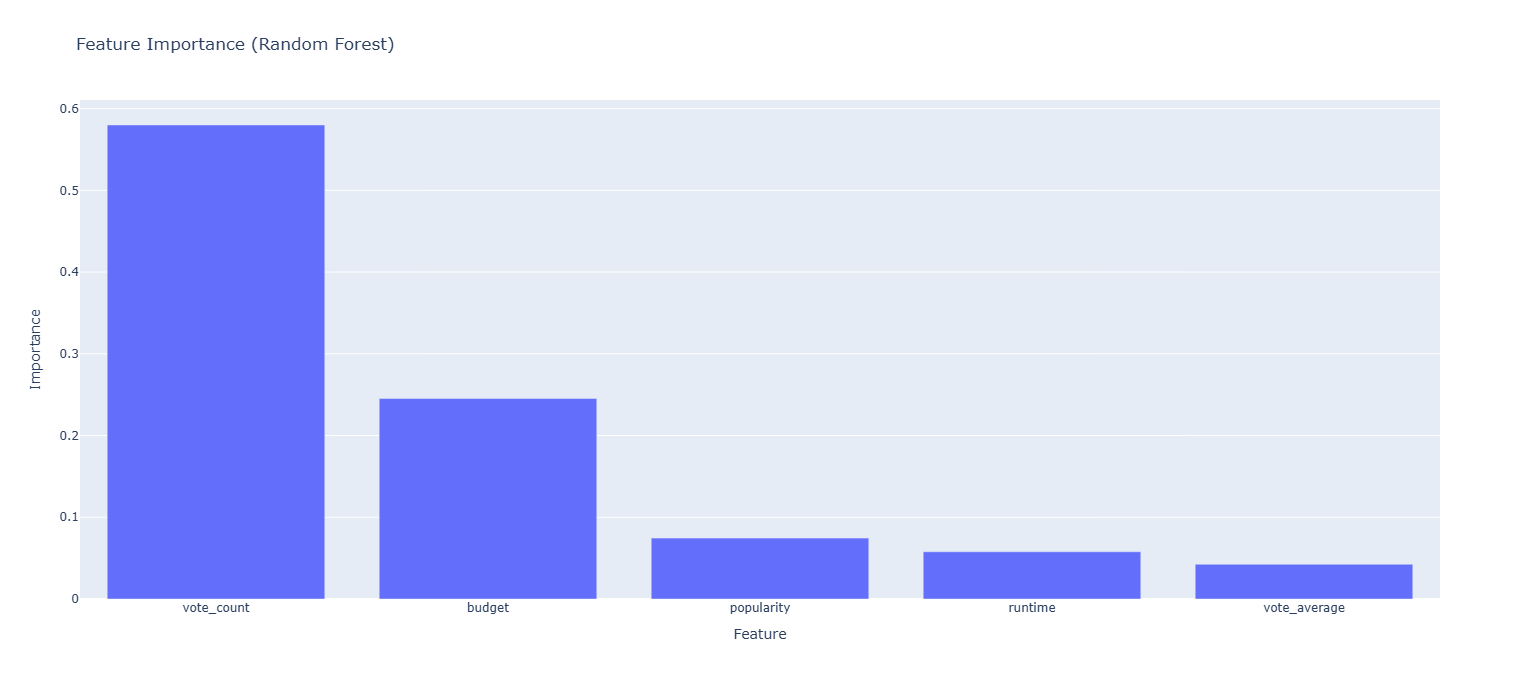 Feature Importance (Random Forest)
0.6
0.5
0.4
0.3
0.2
0.1
0
Importance
vote_count budget popularity runtime vote_average
Feature